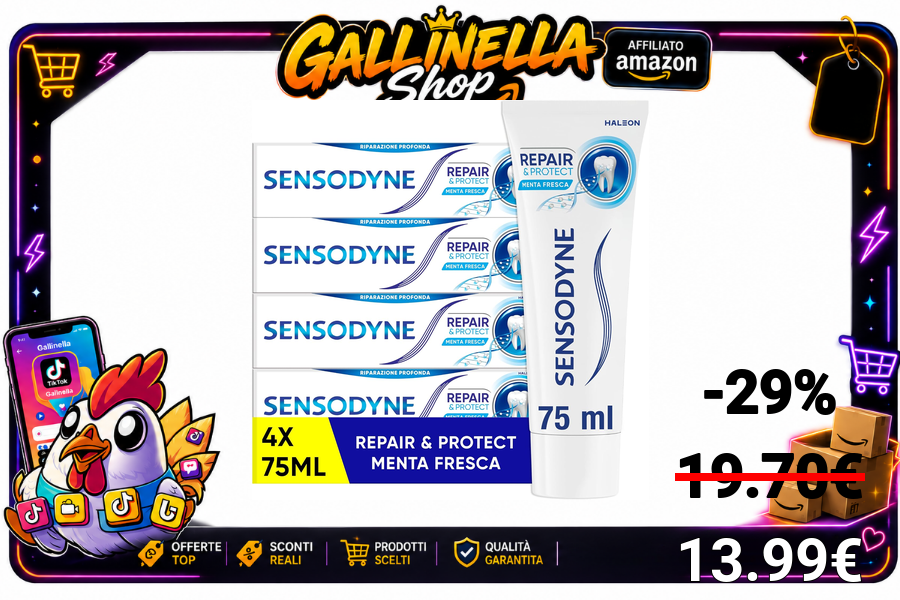 GALLINELLA
Shop
AFFILIATO
amazon
HALEON
REPAIR
& PROTECT
MENTA FRESCA
SENSODYNE
75 ml
RIPARAZIONE PROFONDA
SENSODYNE
REPAIR
& PROTECT
MENTA FRESCA
RIPARAZIONE PROFONDA
SENSODYNE
REPAIR
& PROTECT
MENTA FRESCA
RIPARAZIONE PROFONDA
SENSODYNE
REPAIR
& PROTECT
MENTA FRESCA
RIPARAZIONE PROFONDA
SENSODYNE
REPAIR
& PROTECT
4X
75ML
REPAIR & PROTECT
MENTA FRESCA
Gallinella
TikTok
Gallinella
-29%
19.70€
13.99€
OFFERTE
TOP
SCONTI
REALI
PRODOTTI
SCELTI
QUALITÀ
GARANTITA